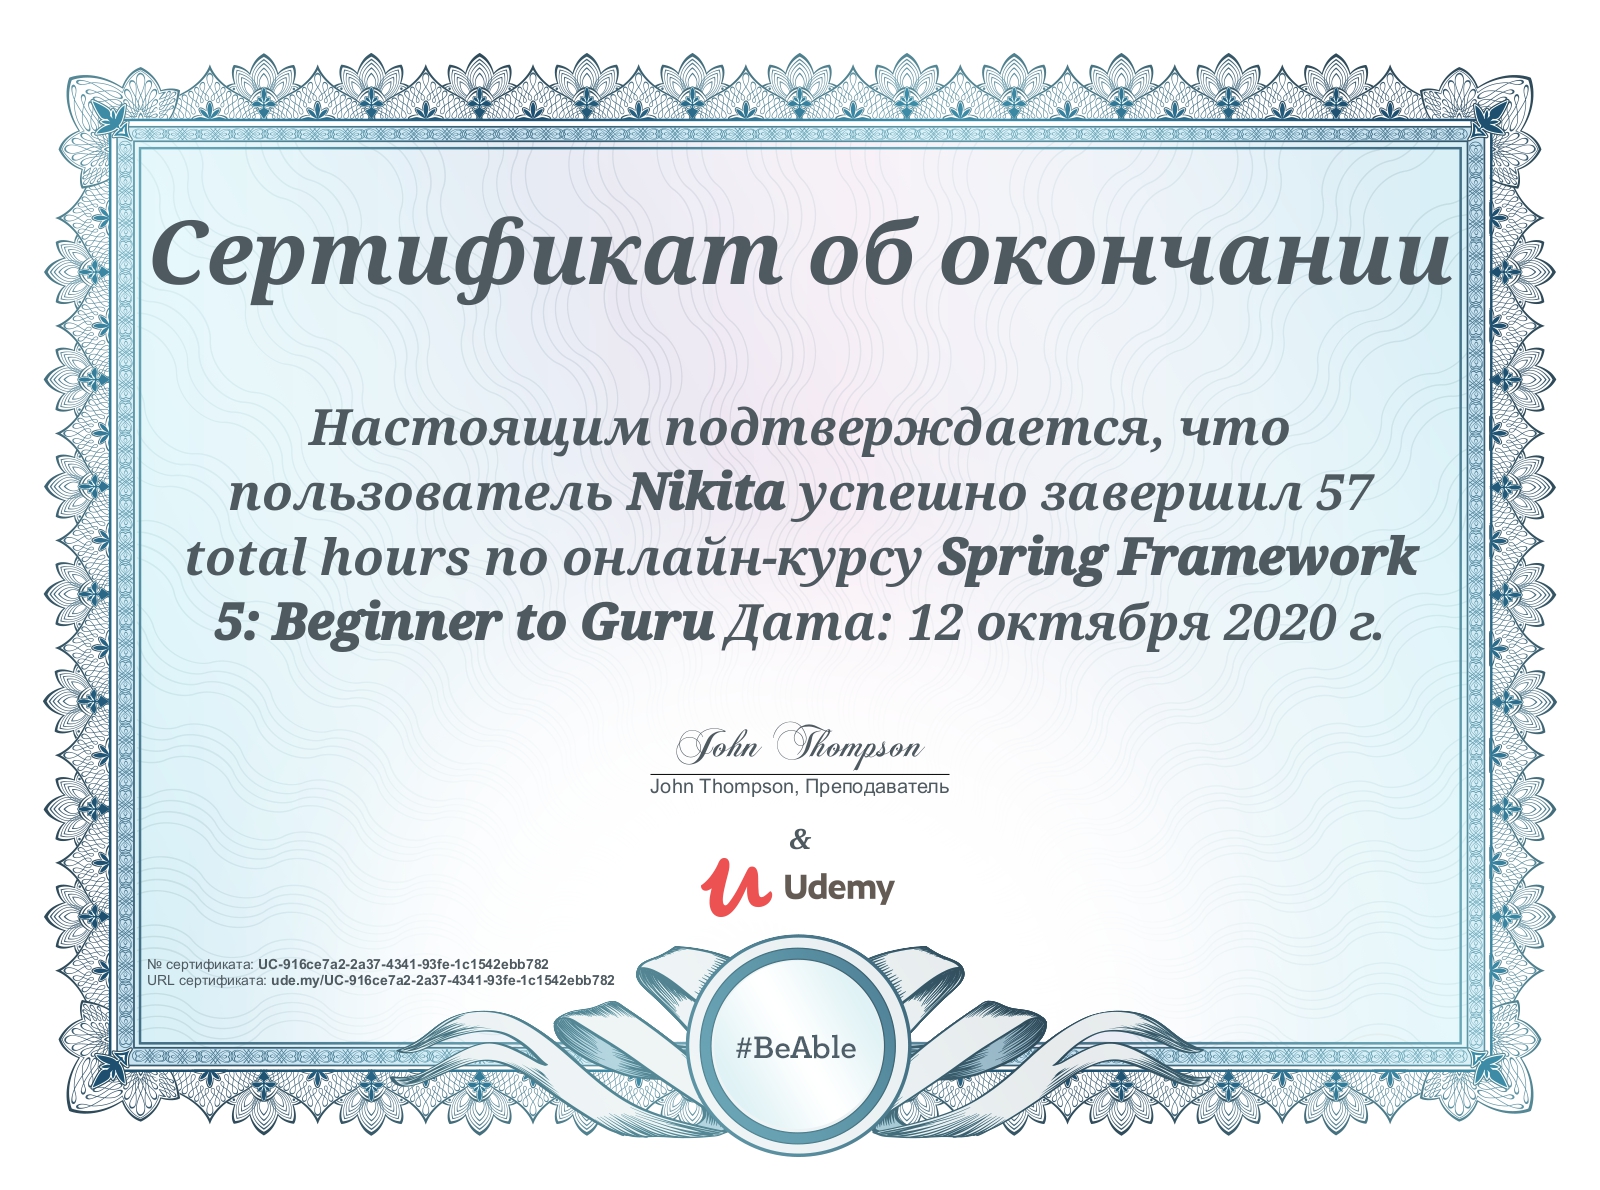 Сертификат об окончании
Настоящим подтверждается, что
пользователь Nikita успешно завершил 57
total hours по онлайн-курсу Spring Framework
5: Beginner to Guru Дата: 12 октября 2020 г.
John Thompson
John Thompson, Преподаватель
&
Udemy
№ сертификата: UC-916ce7a2-2a37-4341-93fe-1c1542ebb782
URL сертификата: ude.my/UC-916ce7a2-2a37-4341-93fe-1c1542ebb782
#BeAble